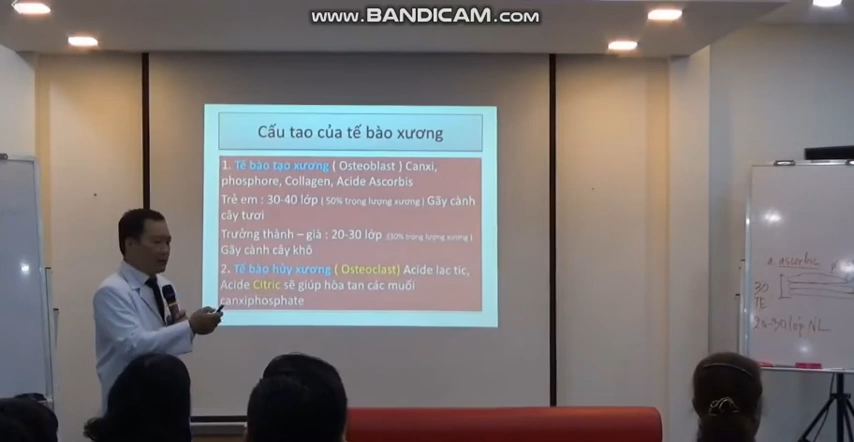 www.BANDICAM.com
Cấu tao của tế bào xương
1. Tế bào tạo xương ( Osteoblast ) Canxi,
phosphore, Collagen, Acide Ascorbis
Trẻ em : 30-40 lớp ( 50% trong lượng xương ) Gãy cành
cây tươi
Trưởng thành – già : 20-30 lớp (30% trong lượng xương )
Gãy cành cây khô
2. Tế bào hủy xương ( Osteoclast) Acide lac tic,
Acide Citric sẽ giúp hòa tan các muối
canxiphosphate
a. ascorbic
30
TE
20-30 lớp NL